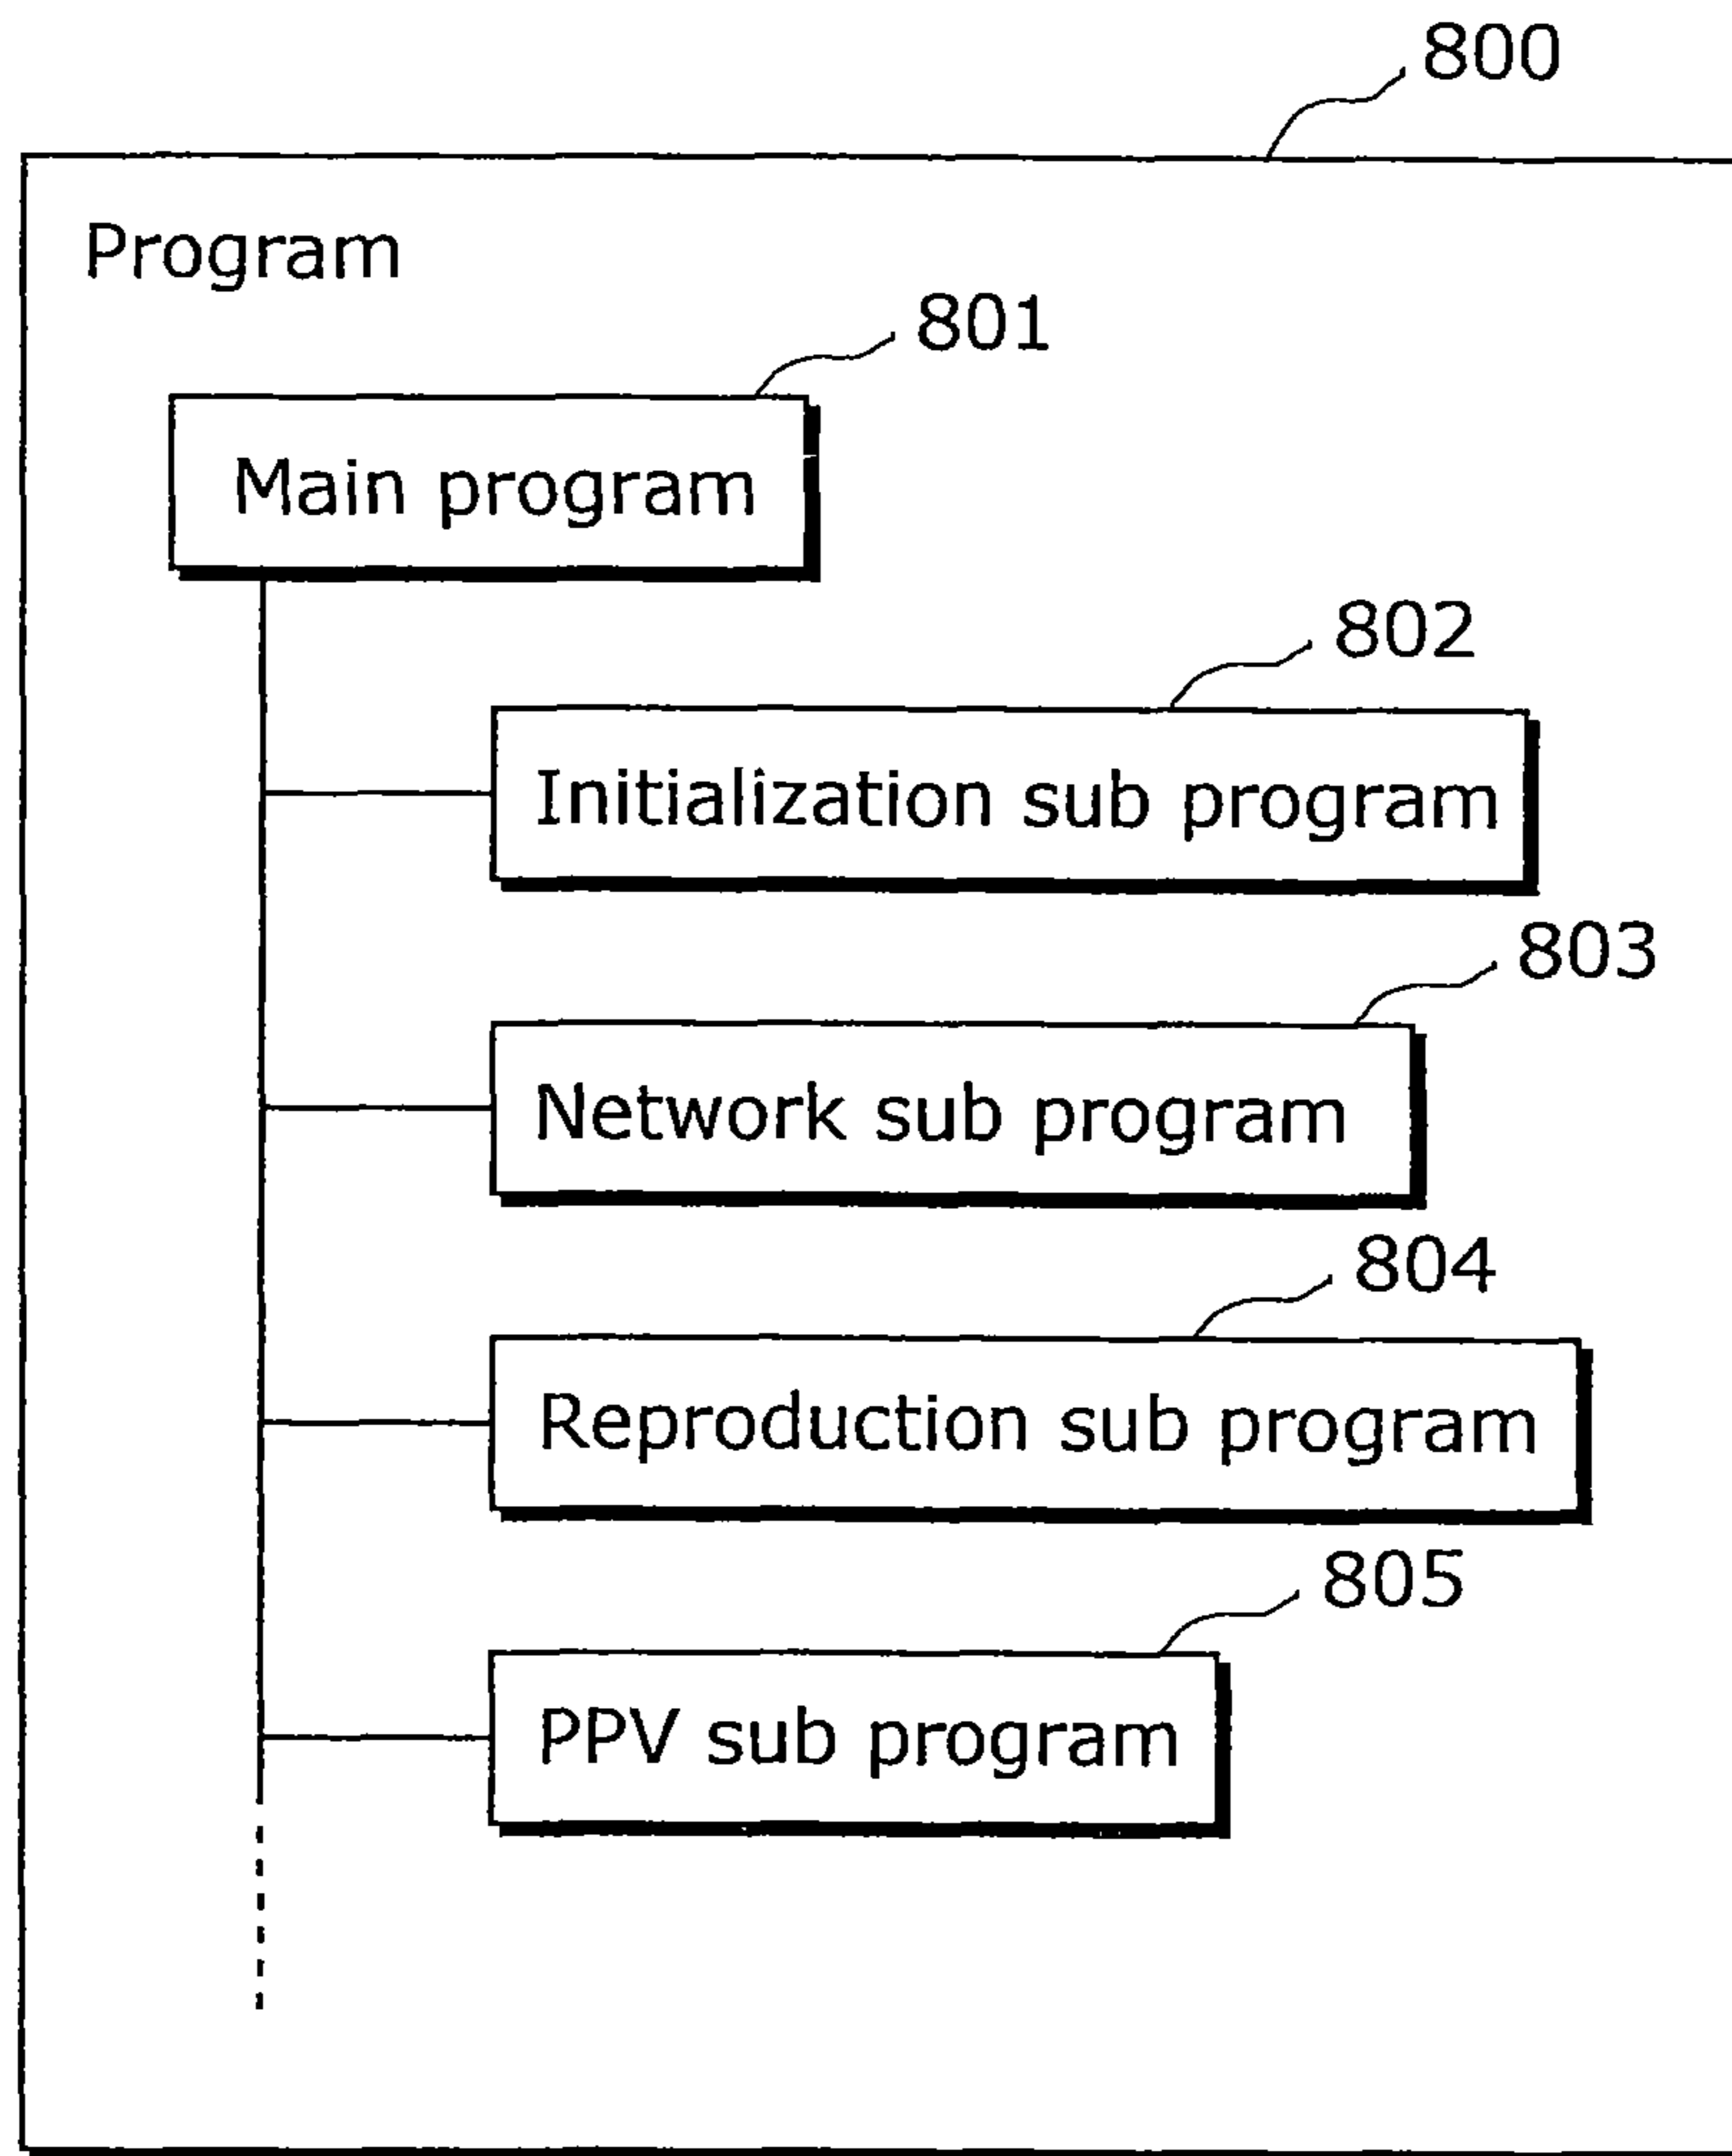 800
Program
801
Main program
802
Initialization sub program
803
Network sub program
804
Reproduction sub program
805
PPV sub program